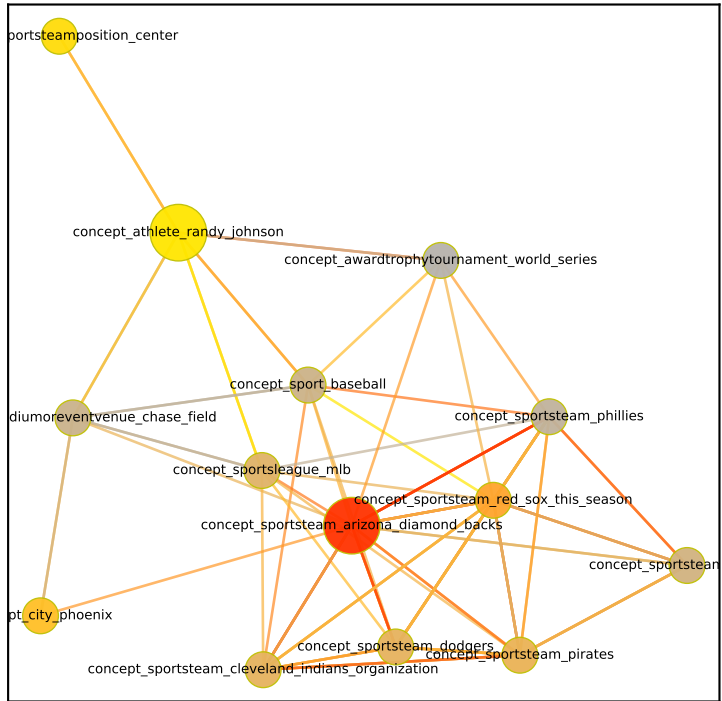 portsteamposition_center
concept_athlete_randy_johnson
concept_awardtrophytournament_world_series
concept_sport_baseball
diumoreventvenue_chase_field
concept_sportsteam_phillies
concept_sportsleague_mlb
concept_sportsteam_red_sox_this_season
concept_sportsteam_arizona_diamond_backs
concept_sportsteam
pt_city_phoenix
concept_sportsteam_dodgers
concept_sportsteam_pirates
concept_sportsteam_cleveland_indians_organization